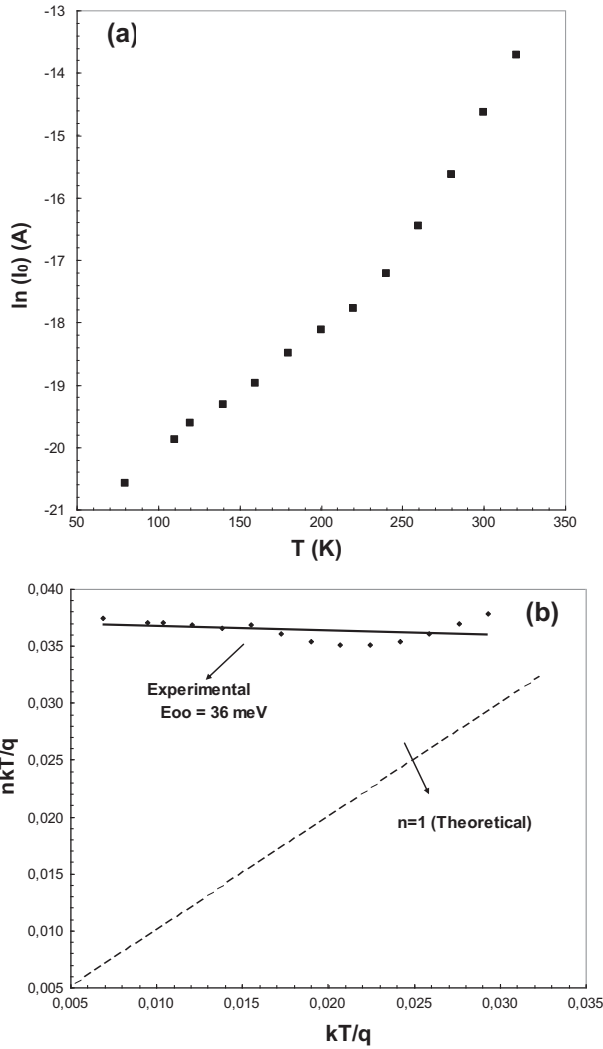 (a)
-13
-14
-15
-16
-17
-18
-19
-20
-21
ln (I₀) (A)
50 100 150 200 250 300 350
T (K)
0,040
0,035
0,030
0,025
0,020
0,015
0,010
0,005
nkT/q
(b)
Experimental
Eoo = 36 meV
n=1 (Theoretical)
0,005 0,010 0,015 0,020 0,025 0,030 0,035
kT/q